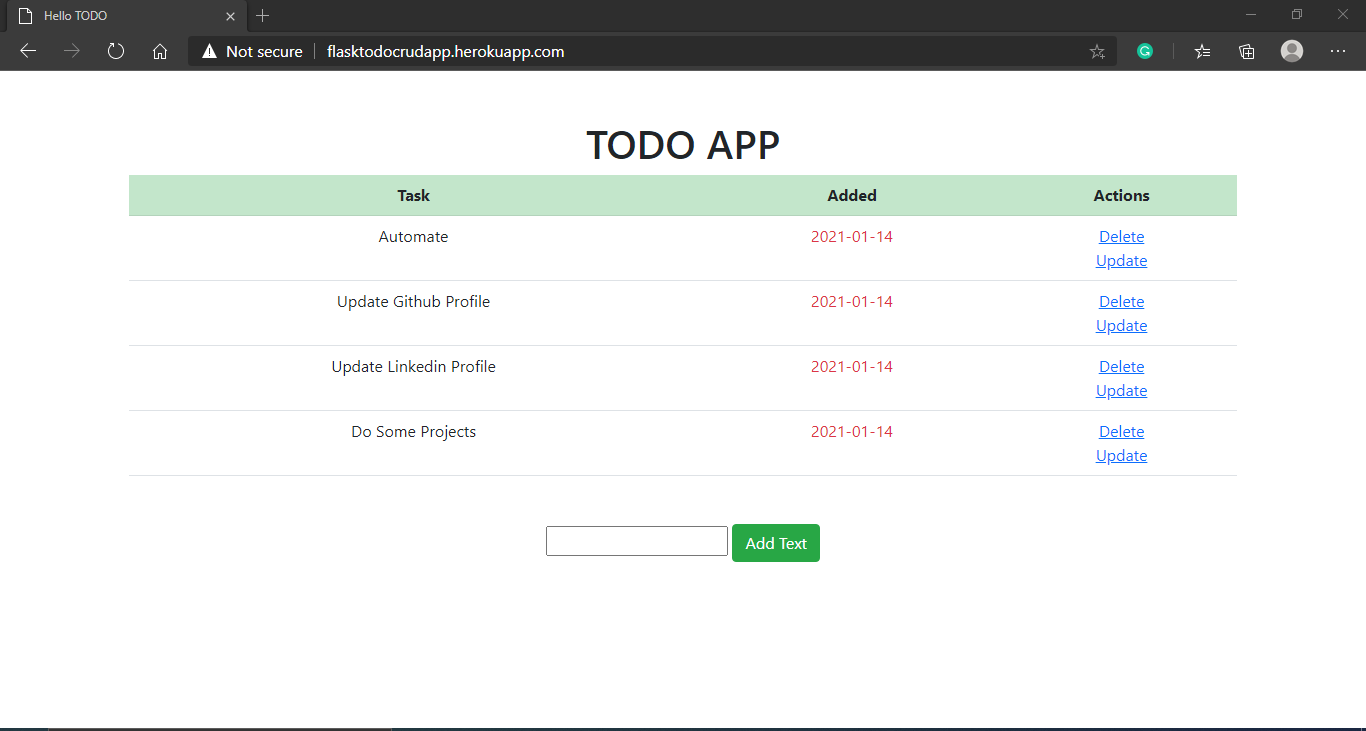 Hello TODO
Not secure flasktodocrudapp.herokuapp.com
TODO APP
Task Added Actions
Automate 2021-01-14 Delete
Update
Update Github Profile 2021-01-14 Delete
Update
Update Linkedin Profile 2021-01-14 Delete
Update
Do Some Projects 2021-01-14 Delete
Update
Add Text